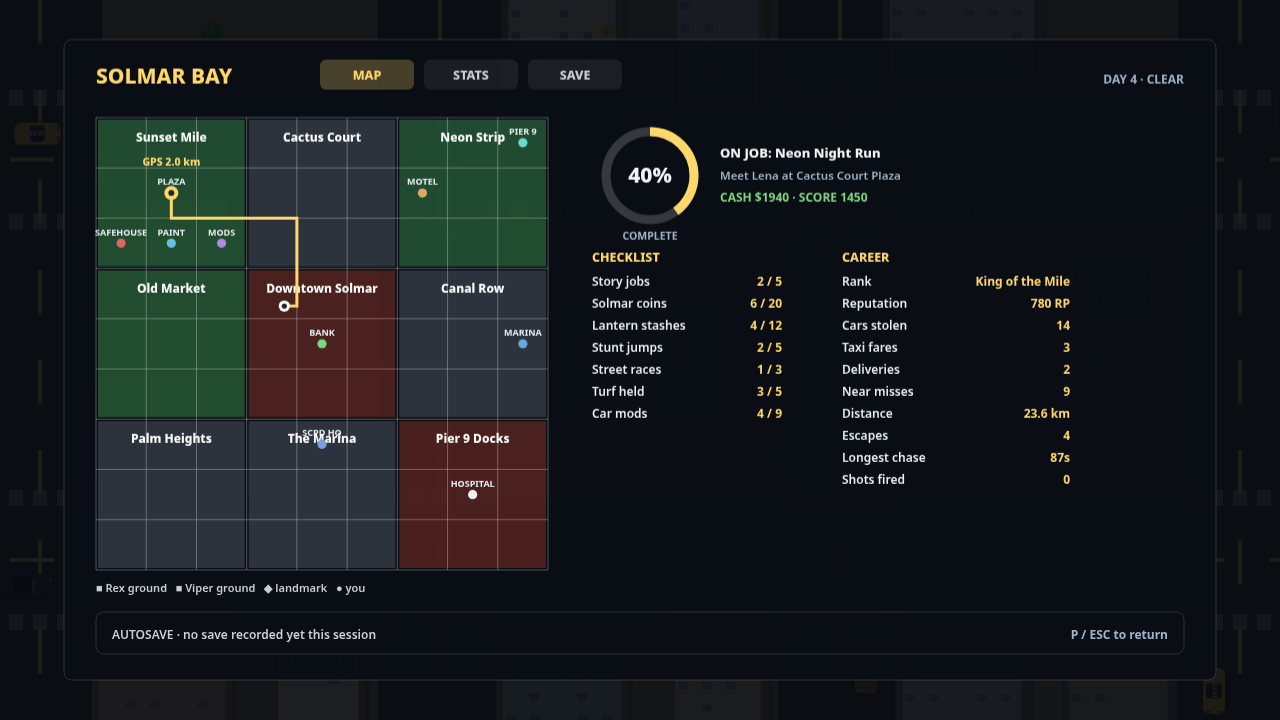 SOLMAR BAY
MAP
STATS
SAVE
DAY 4 · CLEAR
Sunset Mile
Cactus Court
Neon Strip
PIER 9
GPS 2.0 km
PLAZA
MOTEL
SAFEHOUSE
PAINT
MODS
Old Market
Downtown Solmar
Canal Row
BANK
MARINA
Palm Heights
SCPD HQ
The Marina
Pier 9 Docks
HOSPITAL
■ Rex ground ■ Viper ground ◆ landmark ● you
40%
COMPLETE
ON JOB: Neon Night Run
Meet Lena at Cactus Court Plaza
CASH $1940 · SCORE 1450
CHECKLIST
Story jobs 2 / 5
Solmar coins 6 / 20
Lantern stashes 4 / 12
Stunt jumps 2 / 5
Street races 1 / 3
Turf held 3 / 5
Car mods 4 / 9
CAREER
Rank King of the Mile
Reputation 780 RP
Cars stolen 14
Taxi fares 3
Deliveries 2
Near misses 9
Distance 23.6 km
Escapes 4
Longest chase 87s
Shots fired 0
AUTOSAVE · no save recorded yet this session
P / ESC to return